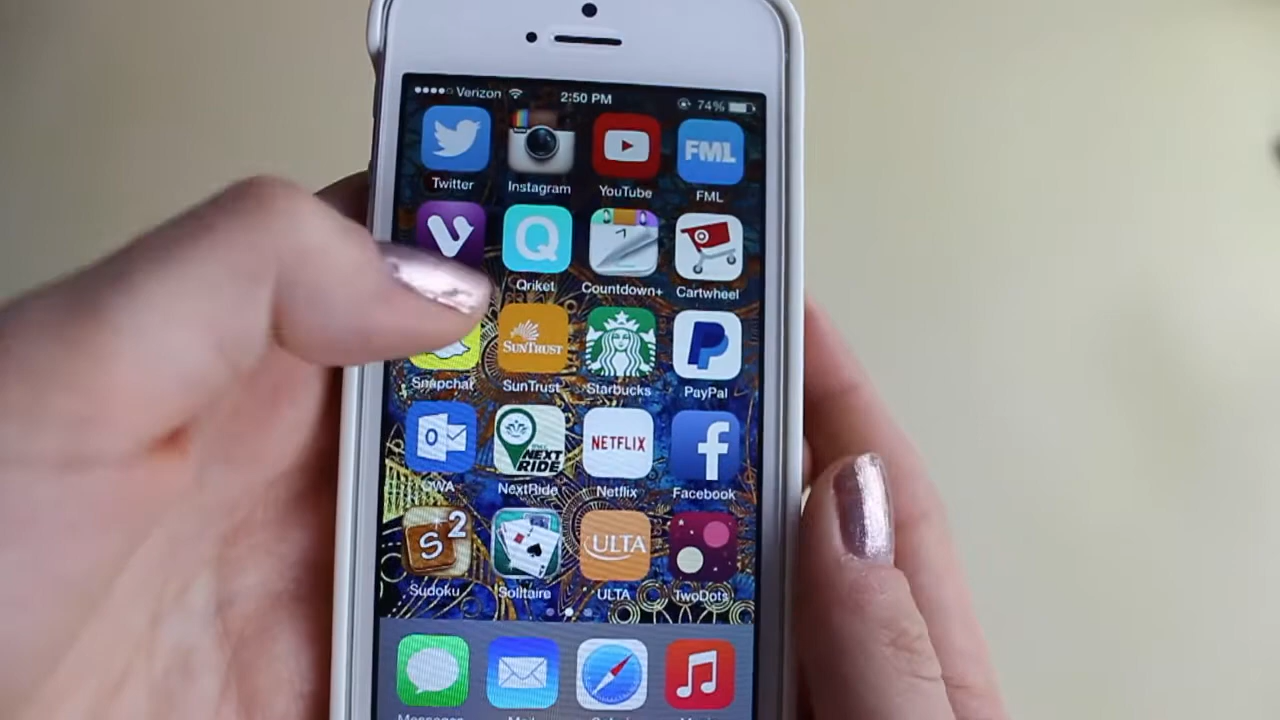 Verizon 2:50 PM 74%
FML
Twitter Instagram YouTube FML
Q
Qriket Countdown+ Cartwheel
SUNTRUST
Snapchat SunTrust Starbucks PayPal
O NEXT RIDE NETFLIX f
OWA NextRide Netflix Facebook
S 2 ULTA
Sudoku Solitaire ULTA TwoDots